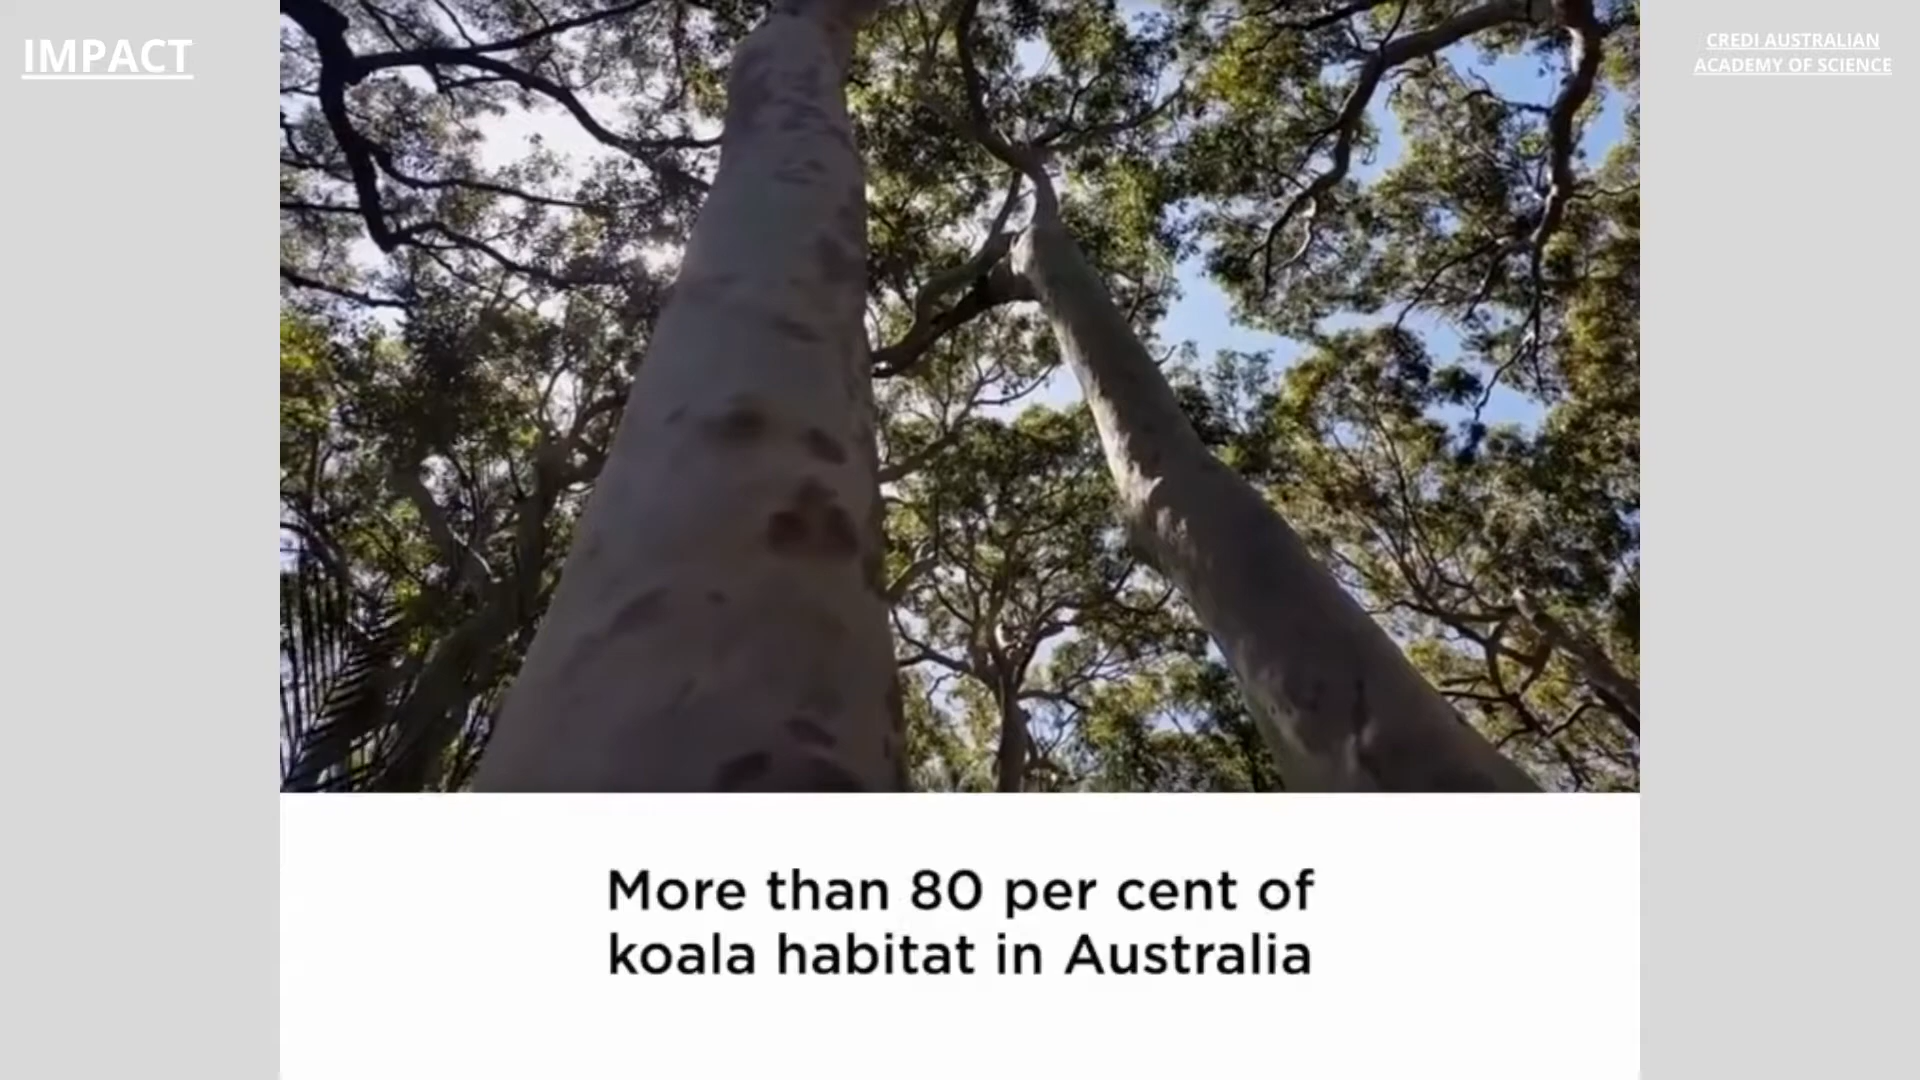 IMPACT
CREDI AUSTRALIAN
ACADEMY OF SCIENCE
More than 80 per cent of
koala habitat in Australia